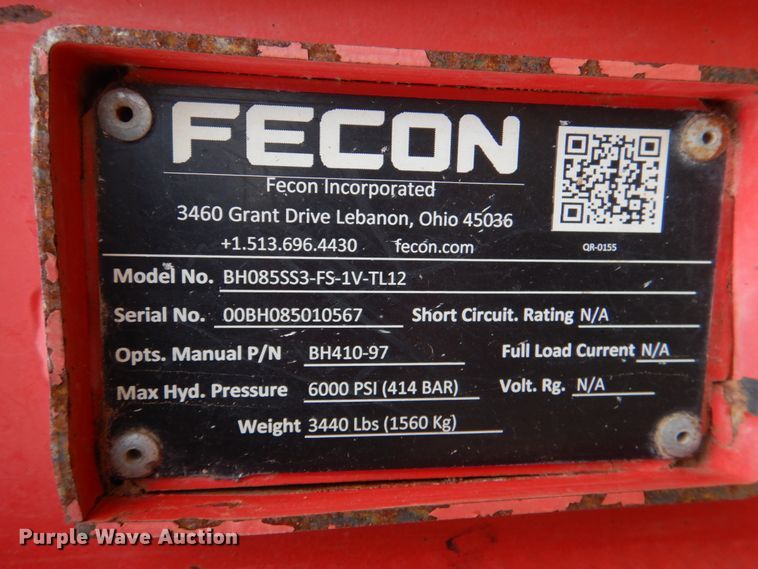 FECON
Fecon Incorporated
3460 Grant Drive Lebanon, Ohio 45036
+1.513.696.4430 fecon.com
QR-0155
Model No. BH085SS3-FS-1V-TL12
Serial No. 00BH085010567 Short Circuit. Rating N/A
Opts. Manual P/N BH410-97 Full Load Current N/A
Max Hyd. Pressure 6000 PSI (414 BAR) Volt. Rg. N/A
Weight 3440 Lbs (1560 Kg)
Purple Wave Auction